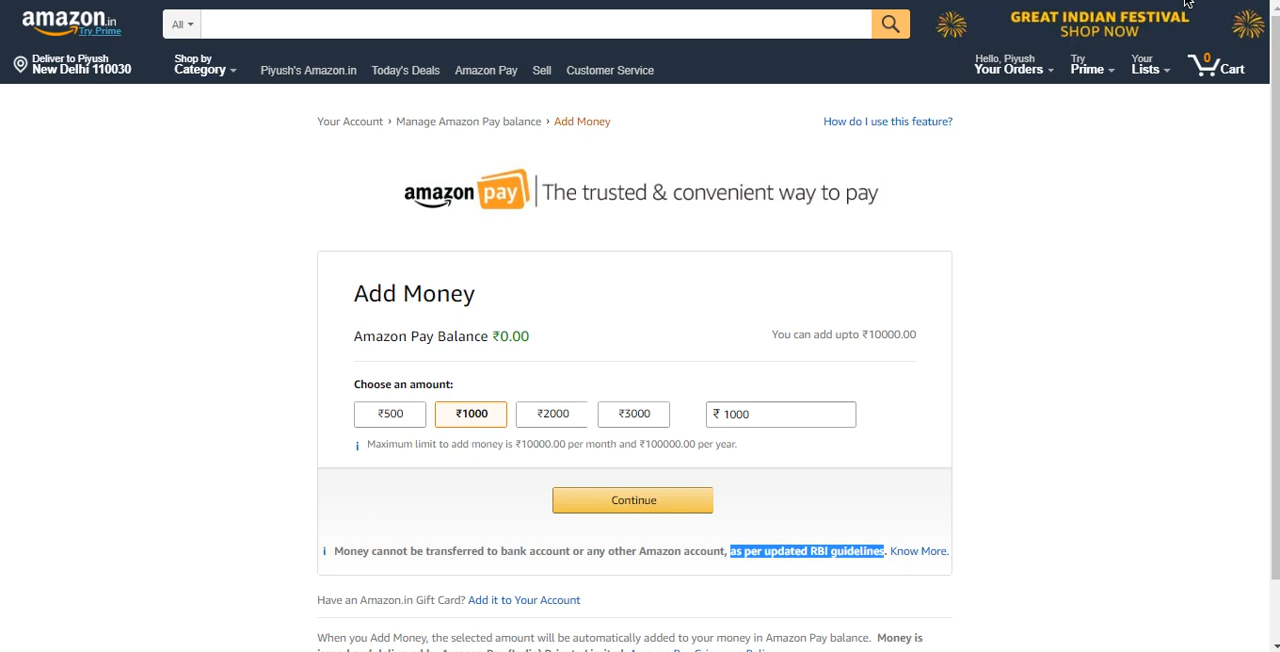 amazon.in
Try Prime
All
GREAT INDIAN FESTIVAL
SHOP NOW
Deliver to Piyush
New Delhi 110030
Shop by
Category
Piyush's Amazon.in
Today's Deals
Amazon Pay
Sell
Customer Service
Hello, Piyush
Your Orders
Try
Prime
Your
Lists
0
Cart
Your Account › Manage Amazon Pay balance › Add Money
How do I use this feature?
amazon pay | The trusted & convenient way to pay
Add Money
Amazon Pay Balance ₹0.00
You can add upto ₹10000.00
Choose an amount:
₹500
₹1000
₹2000
₹3000
₹ 1000
i Maximum limit to add money is ₹10000.00 per month and ₹100000.00 per year.
Continue
i Money cannot be transferred to bank account or any other Amazon account, as per updated RBI guidelines. Know More.
Have an Amazon.in Gift Card? Add it to Your Account
When you Add Money, the selected amount will be automatically added to your money in Amazon Pay balance. Money is